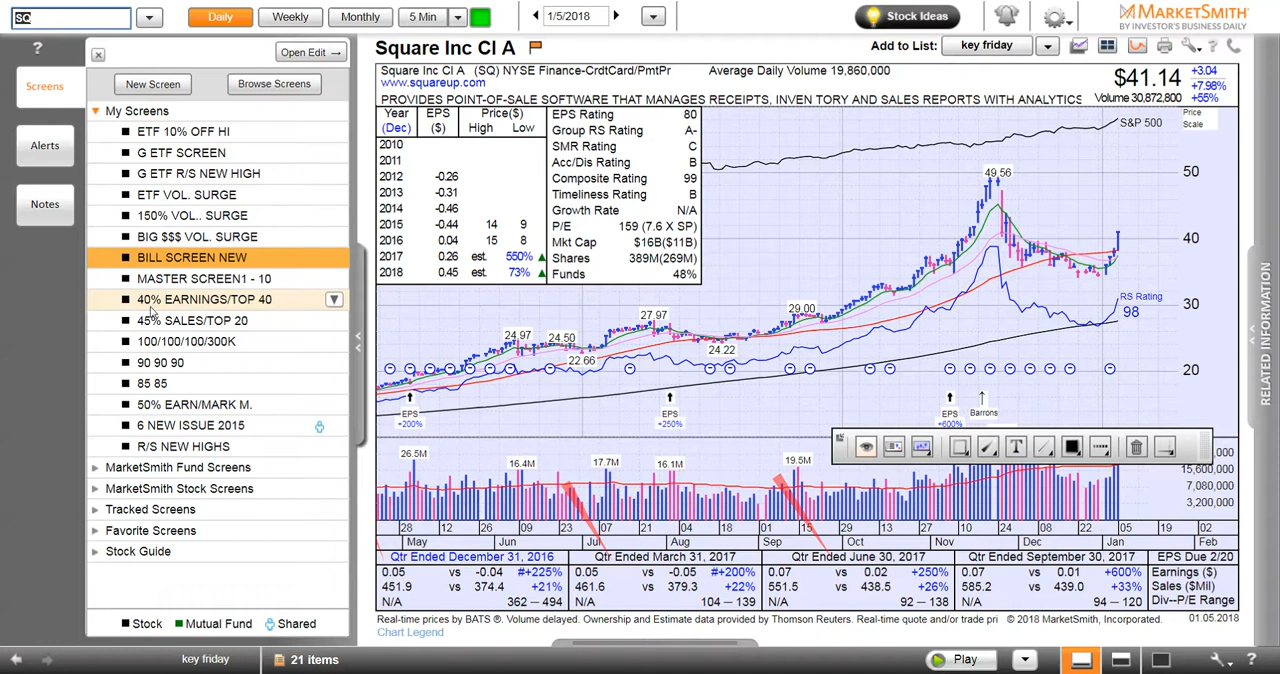 SQ
Daily
Weekly
Monthly
5 Min
1/5/2018
Stock Ideas
MARKETSMITH
BY INVESTOR'S BUSINESS DAILY
?
Open Edit →
Screens
New Screen
Browse Screens
My Screens
ETF 10% OFF HI
G ETF SCREEN
Alerts
G ETF R/S NEW HIGH
ETF VOL. SURGE
Notes
150% VOL.. SURGE
BIG $$$ VOL. SURGE
BILL SCREEN NEW
MASTER SCREEN1 - 10
40% EARNINGS/TOP 40
45% SALES/TOP 20
100/100/100/300K
90 90 90
85 85
50% EARN/MARK M.
6 NEW ISSUE 2015
R/S NEW HIGHS
MarketSmith Fund Screens
MarketSmith Stock Screens
Tracked Screens
Favorite Screens
Stock Guide
Stock Mutual Fund Shared
Square Inc Cl A
Add to List: key friday
Square Inc Cl A (SQ) NYSE Finance-CrdtCard/PmtPr Average Daily Volume 19,860,000
www.squareup.com
$41.14 +3.04
+7.98%
Volume 30,872,800 +55%
PROVIDES POINT-OF-SALE SOFTWARE THAT MANAGES RECEIPTS, INVEN TORY AND SALES REPORTS WITH ANALYTICS
Year EPS Price($)
(Dec) ($) High Low
2010
2011
2012 -0.26
2013 -0.31
2014 -0.46
2015 -0.44 14 9
2016 0.04 15 8
2017 0.26 est. 550%
2018 0.45 est. 73%
EPS Rating 80
Group RS Rating A-
SMR Rating C
Acc/Dis Rating B
Composite Rating 99
Timeliness Rating B
Growth Rate N/A
P/E 159 (7.6 X SP)
Mkt Cap $16B($11B)
Shares 389M(269M)
Funds 48%
Price
Scale
S&P 500
50
40
30
20
49.56
29.00
27.97
24.97
24.50
22.66
24.22
RS Rating
98
EPS
+200%
EPS
+250%
EPS
+600%
Barrons
T
26.5M
16.4M
17.7M
16.1M
19.5M
15,600,000
7,080,000
3,200,000
28 12 26 09 23 07 21 04 18 01 15 29 13 27 10 24 08 22 05 19 02
May Jun Jul Aug Sep Oct Nov Dec Jan Feb
Qtr Ended December 31, 2016 Qtr Ended March 31, 2017 Qtr Ended June 30, 2017 Qtr Ended September 30, 2017 EPS Due 2/20
0.05 vs -0.04 #+225% 0.05 vs -0.05 #+200% 0.07 vs 0.02 +250% 0.07 vs 0.01 +600% Earnings ($)
451.9 vs 374.4 +21% 461.6 vs 379.3 +22% 551.5 vs 438.5 +26% 585.2 vs 439.0 +33% Sales ($Mil)
N/A 362 — 494 N/A 104 — 139 N/A 92 — 138 N/A 94 — 120 Div--P/E Range
Real-time prices by BATS ®. Volume delayed. Ownership and Estimate data provided by Thomson Reuters. Real-time quote and/or trade pri © 2018 MarketSmith, Incorporated. 01.05.2018
Chart Legend
RELATED INFORMATION
key friday
21 items
Play
?